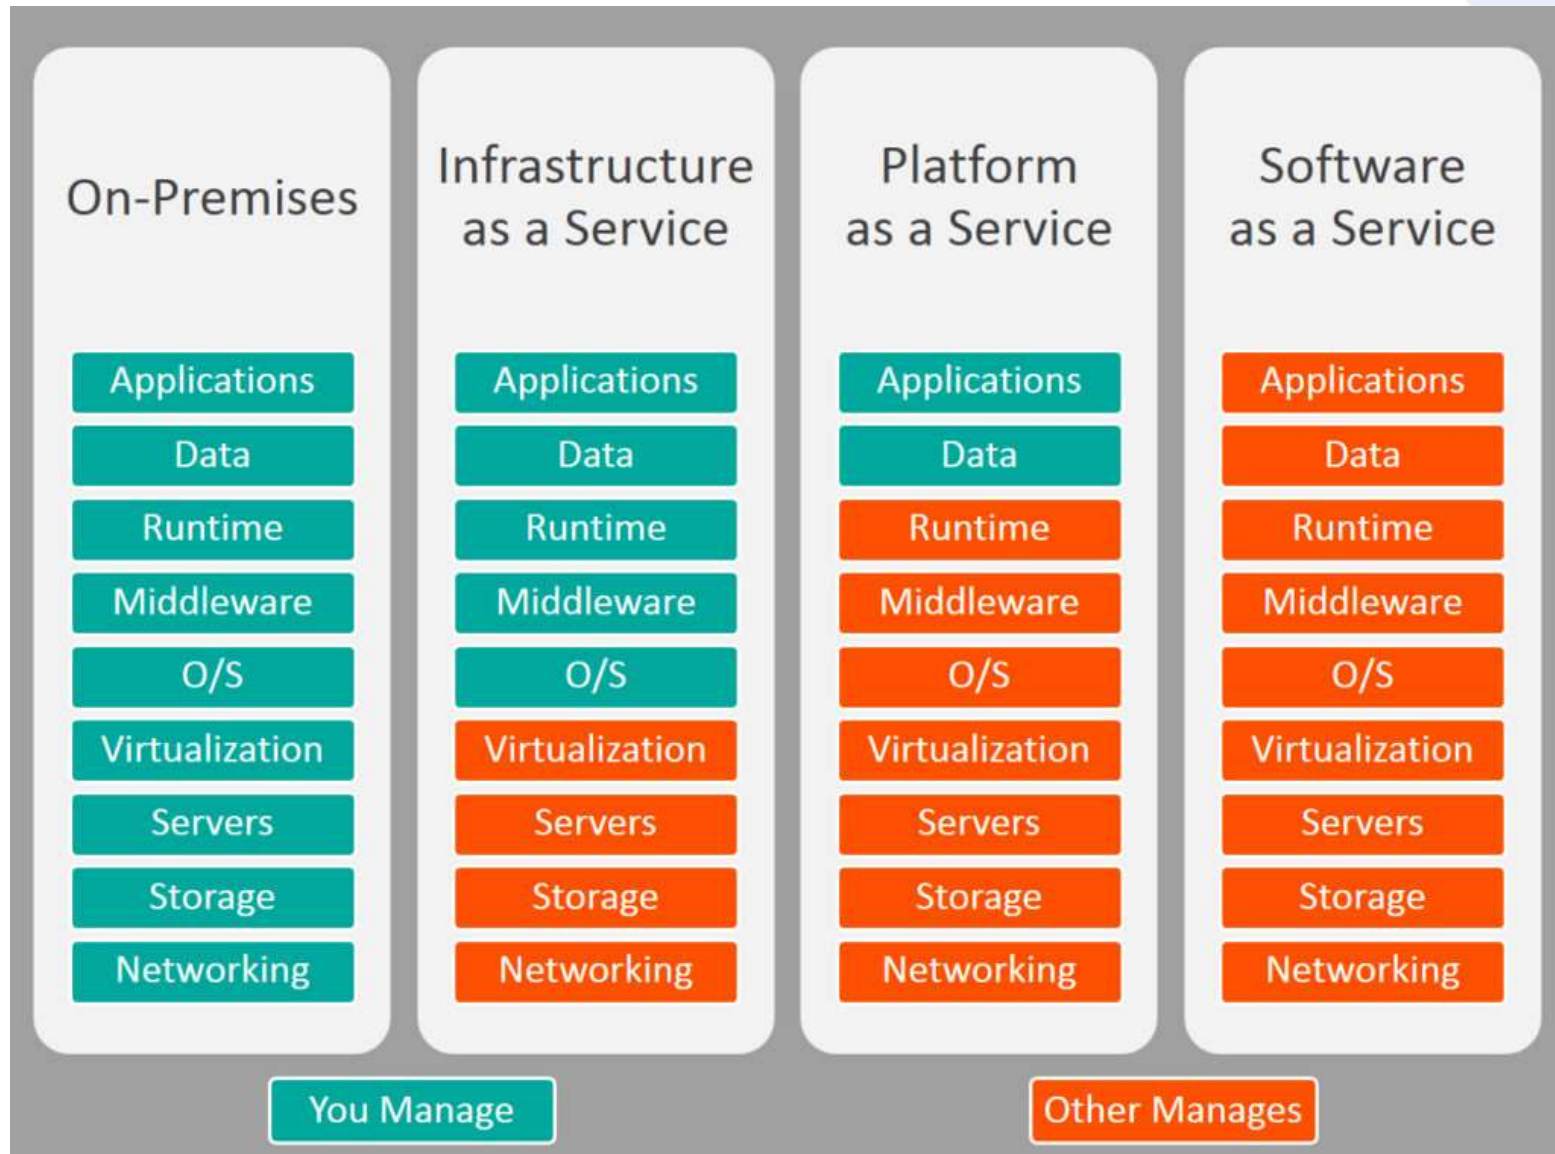 On-Premises
Applications
Data
Runtime
Middleware
O/S
Virtualization
Servers
Storage
Networking
Infrastructure
as a Service
Applications
Data
Runtime
Middleware
O/S
Virtualization
Servers
Storage
Networking
Platform
as a Service
Applications
Data
Runtime
Middleware
O/S
Virtualization
Servers
Storage
Networking
Software
as a Service
Applications
Data
Runtime
Middleware
O/S
Virtualization
Servers
Storage
Networking
You Manage
Other Manages